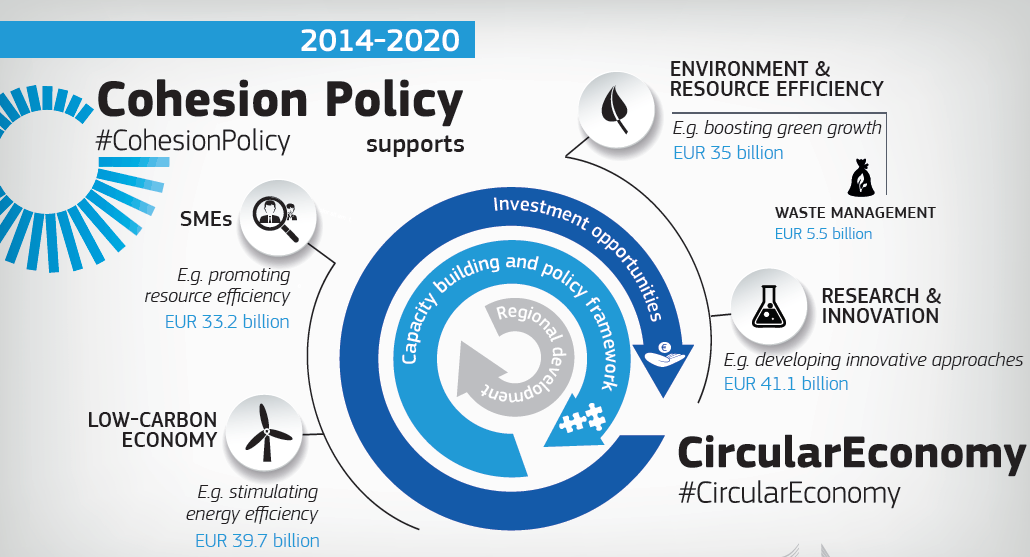 2014-2020
Cohesion Policy
#CohesionPolicy
supports
ENVIRONMENT &
RESOURCE EFFICIENCY
E.g. boosting green growth
EUR 35 billion
WASTE MANAGEMENT
EUR 5.5 billion
SMEs
E.g. promoting
resource efficiency
EUR 33.2 billion
Investment opportunities
Capacity building and policy framework
Regional development
€
RESEARCH &
INNOVATION
E.g. developing innovative approaches
EUR 41.1 billion
LOW-CARBON
ECONOMY
E.g. stimulating
energy efficiency
EUR 39.7 billion
CircularEconomy
#CircularEconomy